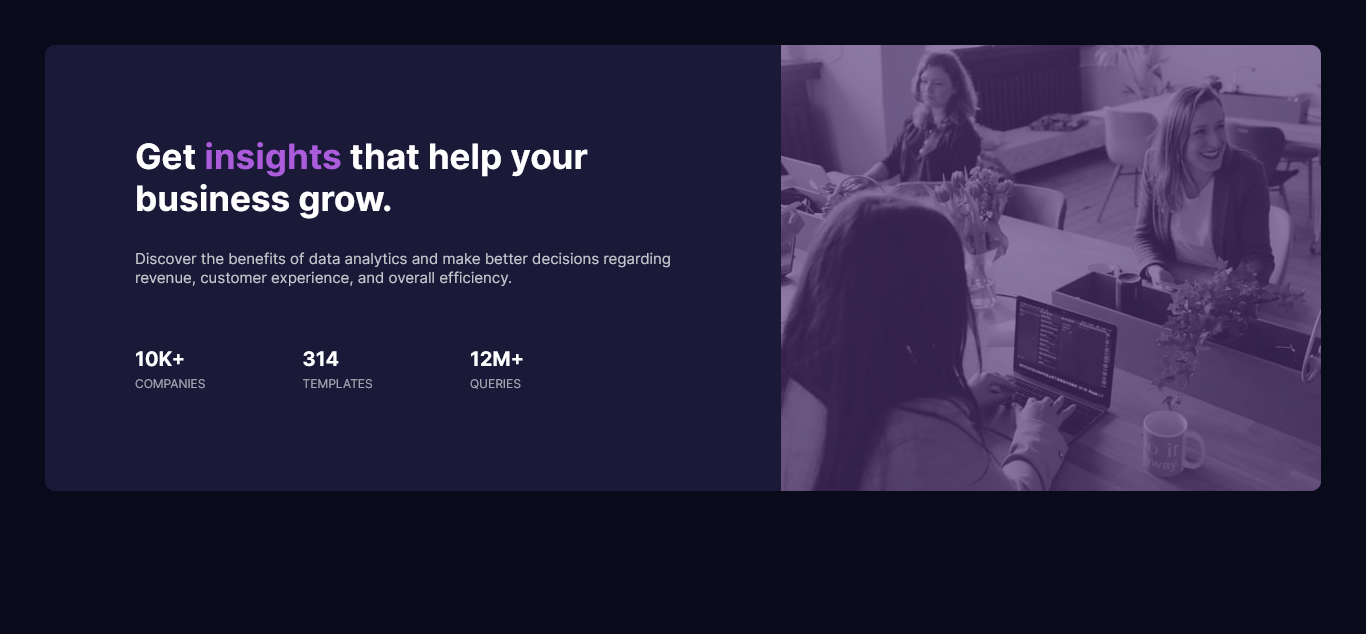 Get insights that help your
business grow.
Discover the benefits of data analytics and make better decisions regarding
revenue, customer experience, and overall efficiency.
10K+ 314 12M+
COMPANIES TEMPLATES QUERIES